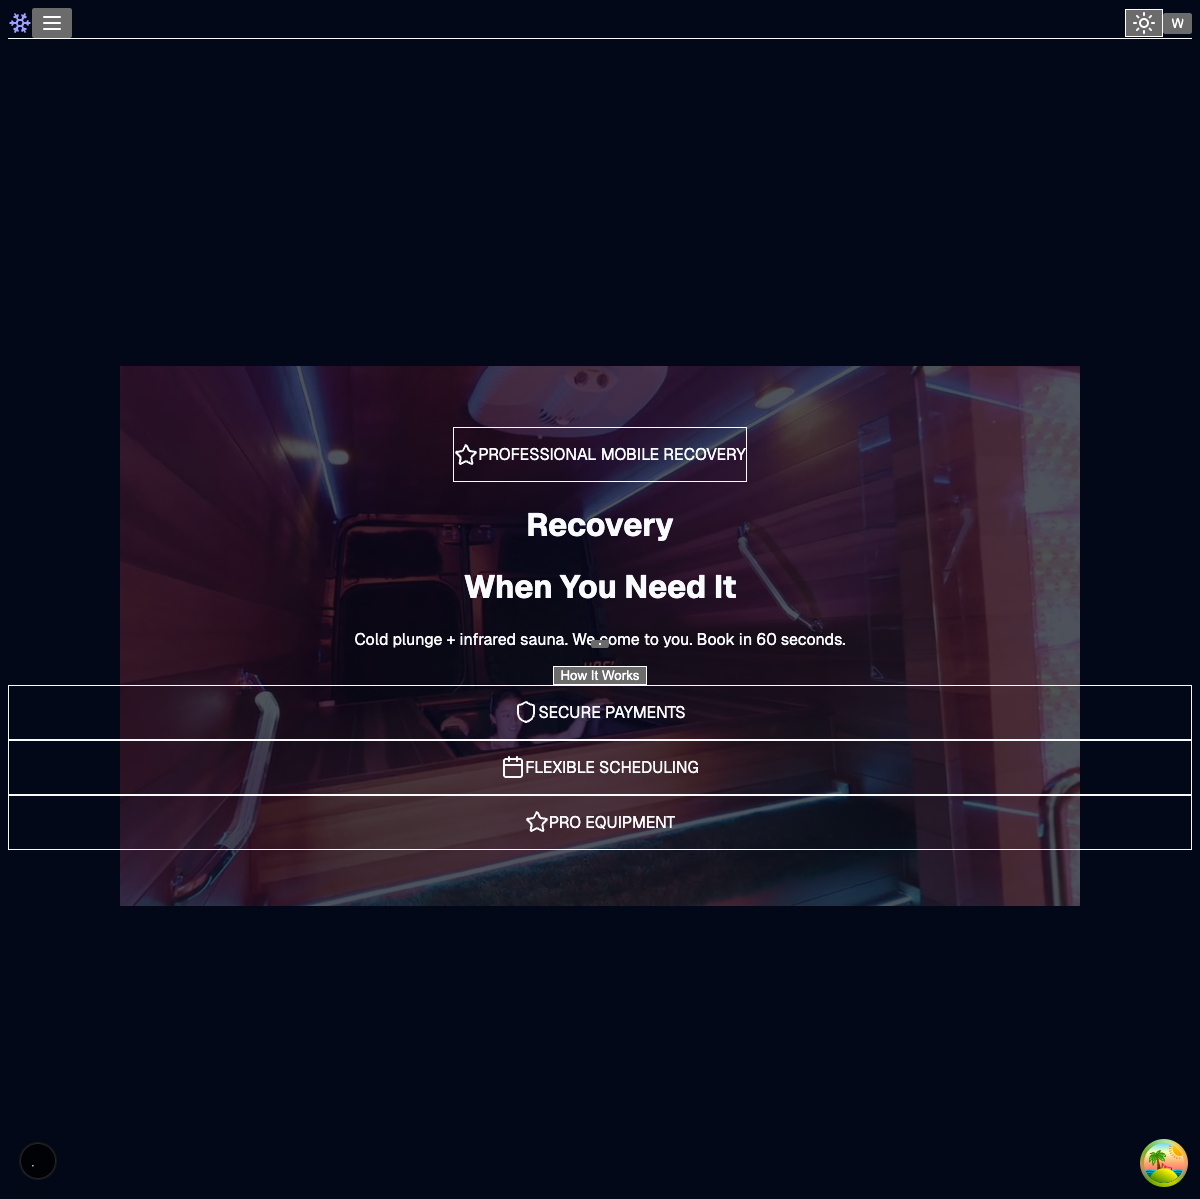 W
PROFESSIONAL MOBILE RECOVERY
Recovery
When You Need It
Cold plunge + infrared sauna. We come to you. Book in 60 seconds.
How It Works
SECURE PAYMENTS
FLEXIBLE SCHEDULING
PRO EQUIPMENT